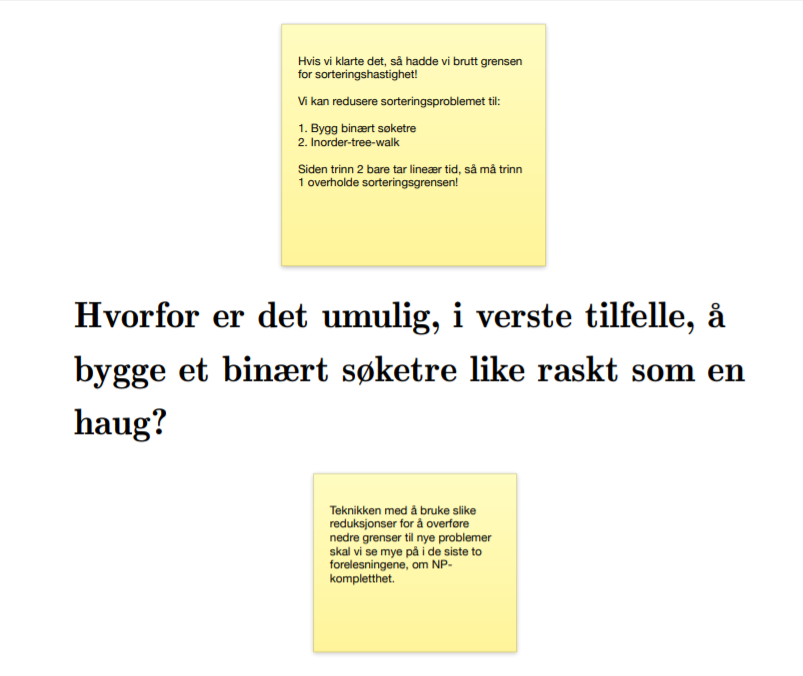 Hvis vi klarte det, så hadde vi brutt grensen
for sorteringshastighet!
Vi kan redusere sorteringsproblemet til:
1. Bygg binært søketre
2. Inorder-tree-walk
Siden trinn 2 bare tar lineær tid, så må trinn
1 overholde sorteringsgrensen!
Hvorfor er det umulig, i verste tilfelle, å
bygge et binært søketre like raskt som en
haug?
Teknikken med å bruke slike
reduksjonser for å overføre
nedre grenser til nye problemer
skal vi se mye på i de siste to
forelesningene, om NP-
kompletthet.